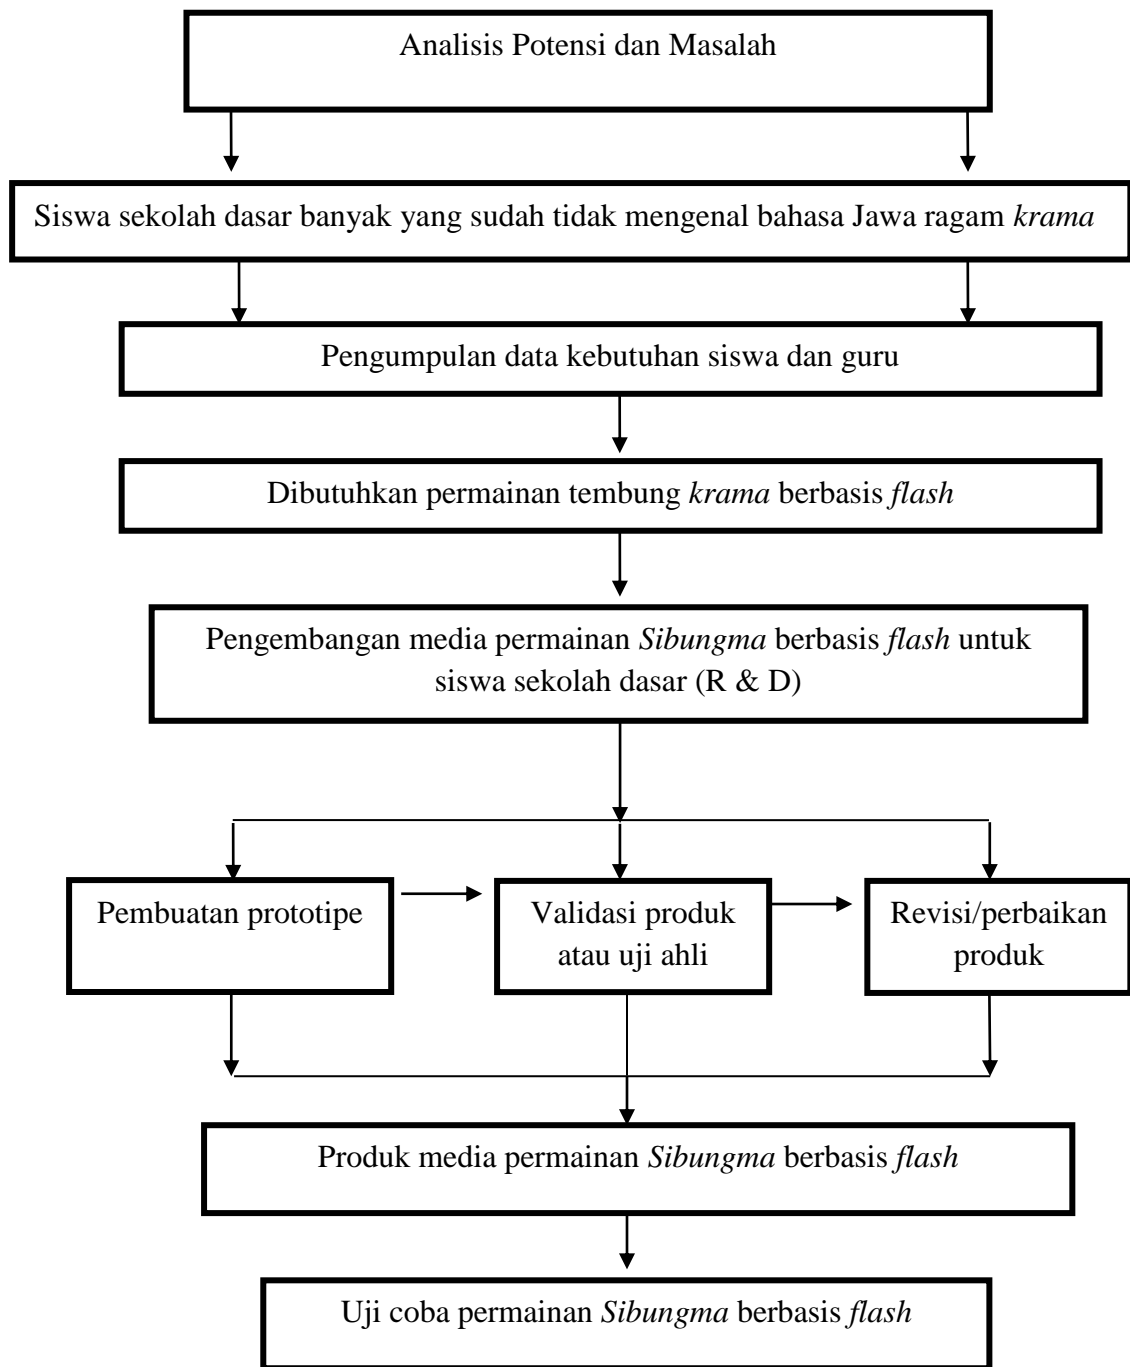 Analisis Potensi dan Masalah
Siswa sekolah dasar banyak yang sudah tidak mengenal bahasa Jawa ragam krama
Pengumpulan data kebutuhan siswa dan guru
Dibutuhkan permainan tembung krama berbasis flash
Pengembangan media permainan Sibungma berbasis flash untuk
siswa sekolah dasar (R & D)
Pembuatan prototipe
Validasi produk
atau uji ahli
Revisi/perbaikan
produk
Produk media permainan Sibungma berbasis flash
Uji coba permainan Sibungma berbasis flash